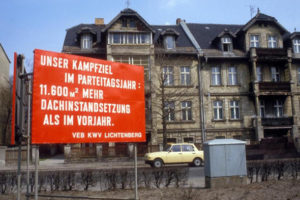 UNSER KAMPFZIEL
IM PARTEITAGSJAHR:
11.600 m² MEHR
DACHINSTANDSETZUNG
ALS IM VORJAHR.
VEB KWV LICHTENBERG